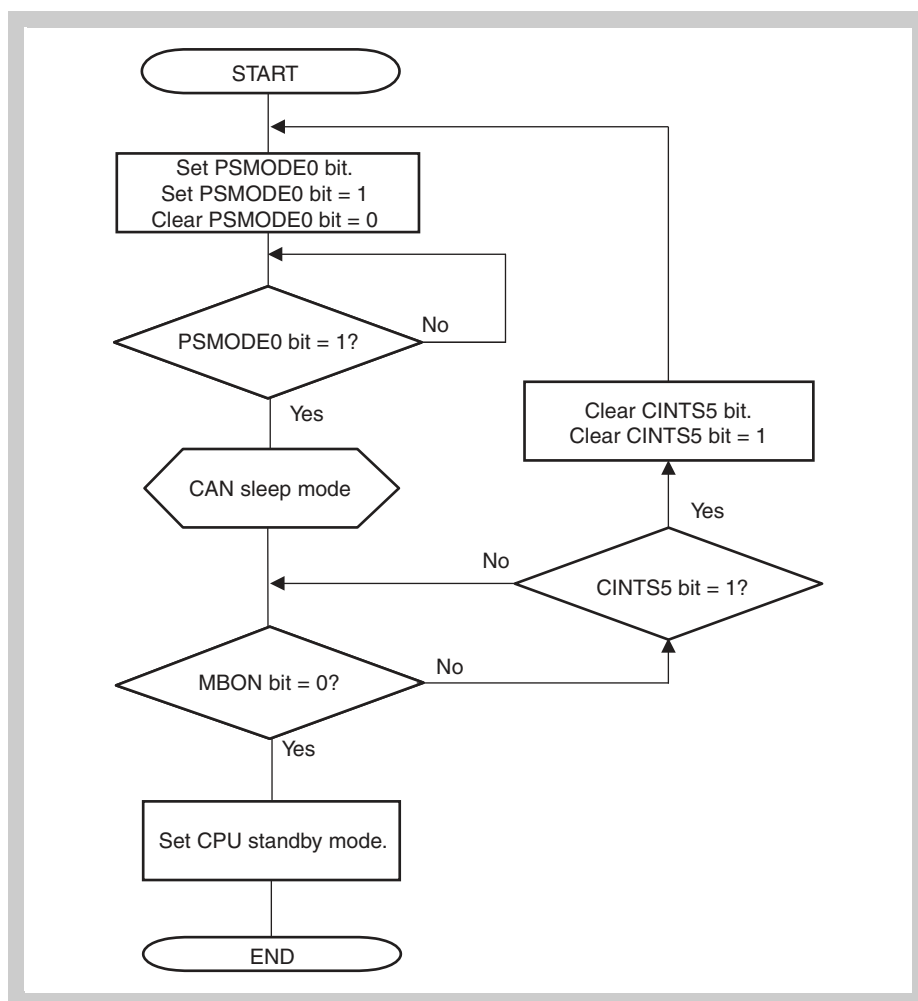 START
Set PSMODE0 bit.
Set PSMODE0 bit = 1
Clear PSMODE0 bit = 0
PSMODE0 bit = 1?
No
Yes
CAN sleep mode
Clear CINTS5 bit.
Clear CINTS5 bit = 1
Yes
CINTS5 bit = 1?
No
MBON bit = 0?
No
Yes
Set CPU standby mode.
END